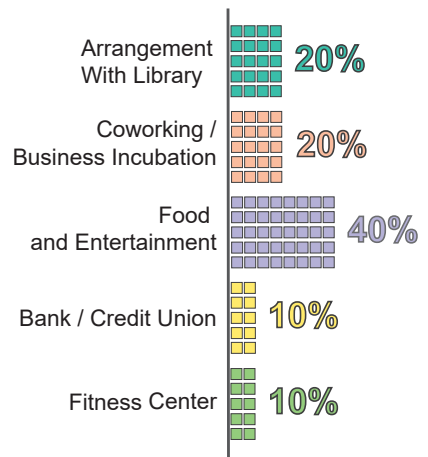 Arrangement
With Library
20%
Coworking /
Business Incubation
20%
Food
and Entertainment
40%
Bank / Credit Union
10%
Fitness Center
10%